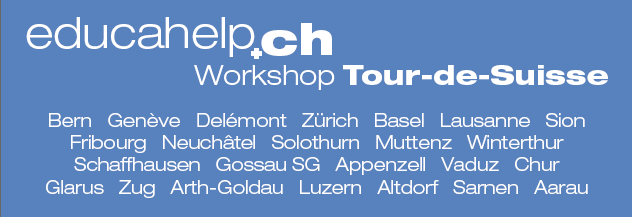 educahelp.ch
Workshop Tour-de-Suisse
Bern Genève Delémont Zürich Basel Lausanne Sion
Fribourg Neuchâtel Solothurn Muttenz Winterthur
Schaffhausen Gossau SG Appenzell Vaduz Chur
Glarus Zug Arth-Goldau Luzern Altdorf Sarnen Aarau